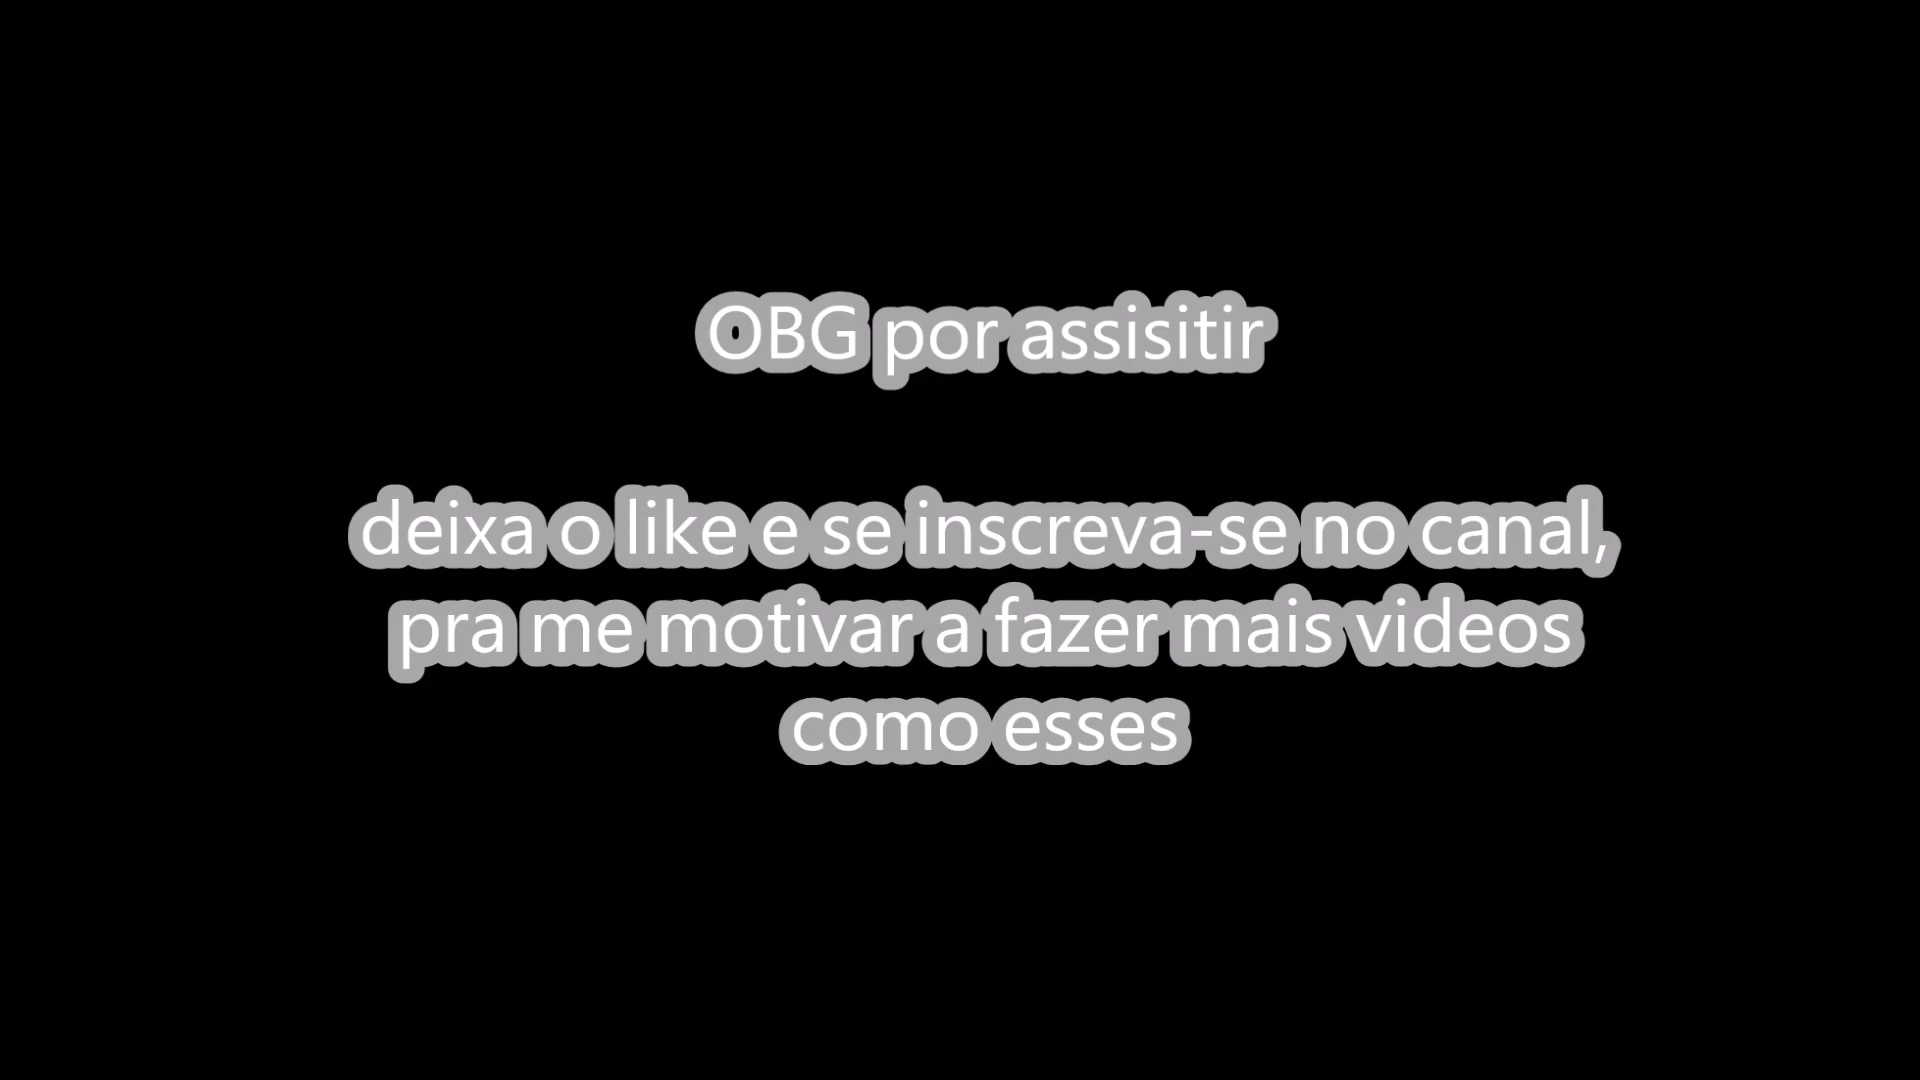 OBG por assisitir
deixa o like e se inscreva-se no canal,
pra me motivar a fazer mais videos
como esses